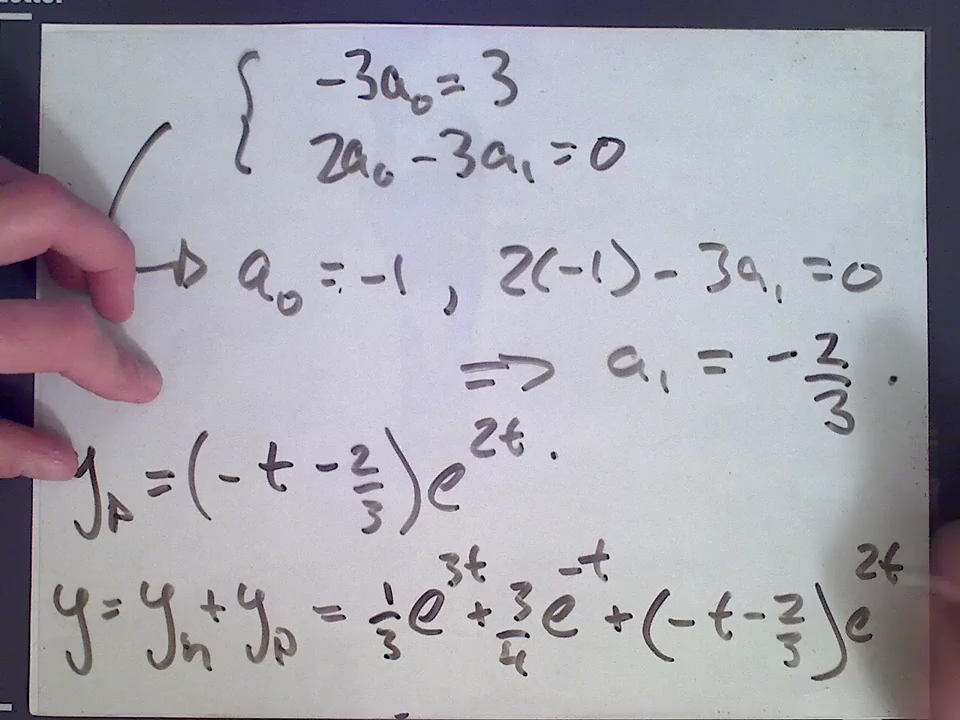 { -3a₀ = 3
2a₀ - 3a₁ = 0
→ a₀ = -1 , 2(-1) - 3a₁ = 0
⇒ a₁ = -2/3 .
yₚ = (-t - 2/3)e^{2t} .
y = yₕ + yₚ = 1/3 e^{3t} + 3/4 e^{-t} + (-t - 2/3)e^{2t}